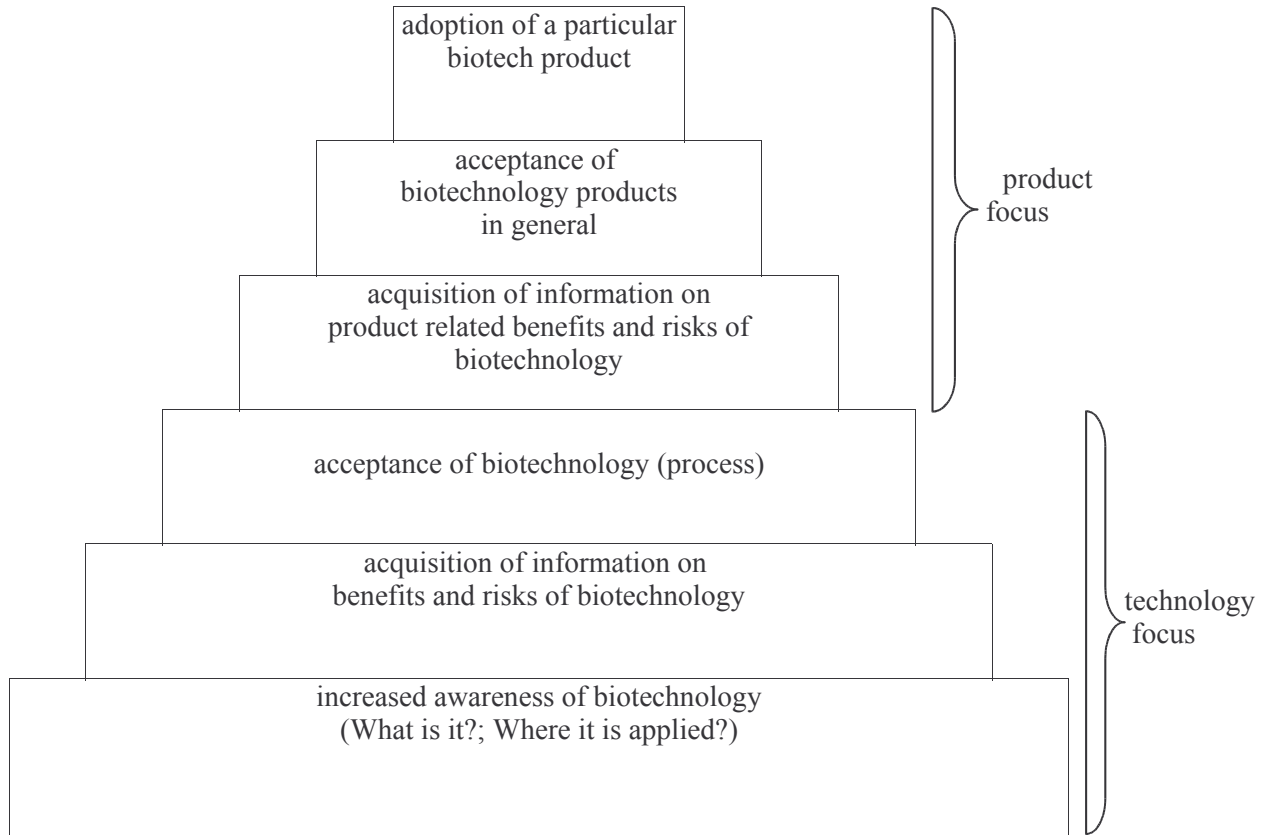 adoption of a particular
biotech product
acceptance of
biotechnology products
in general
product
focus
acquisition of information on
product related benefits and risks of
biotechnology
acceptance of biotechnology (process)
acquisition of information on
benefits and risks of biotechnology
technology
focus
increased awareness of biotechnology
(What is it?; Where it is applied?)